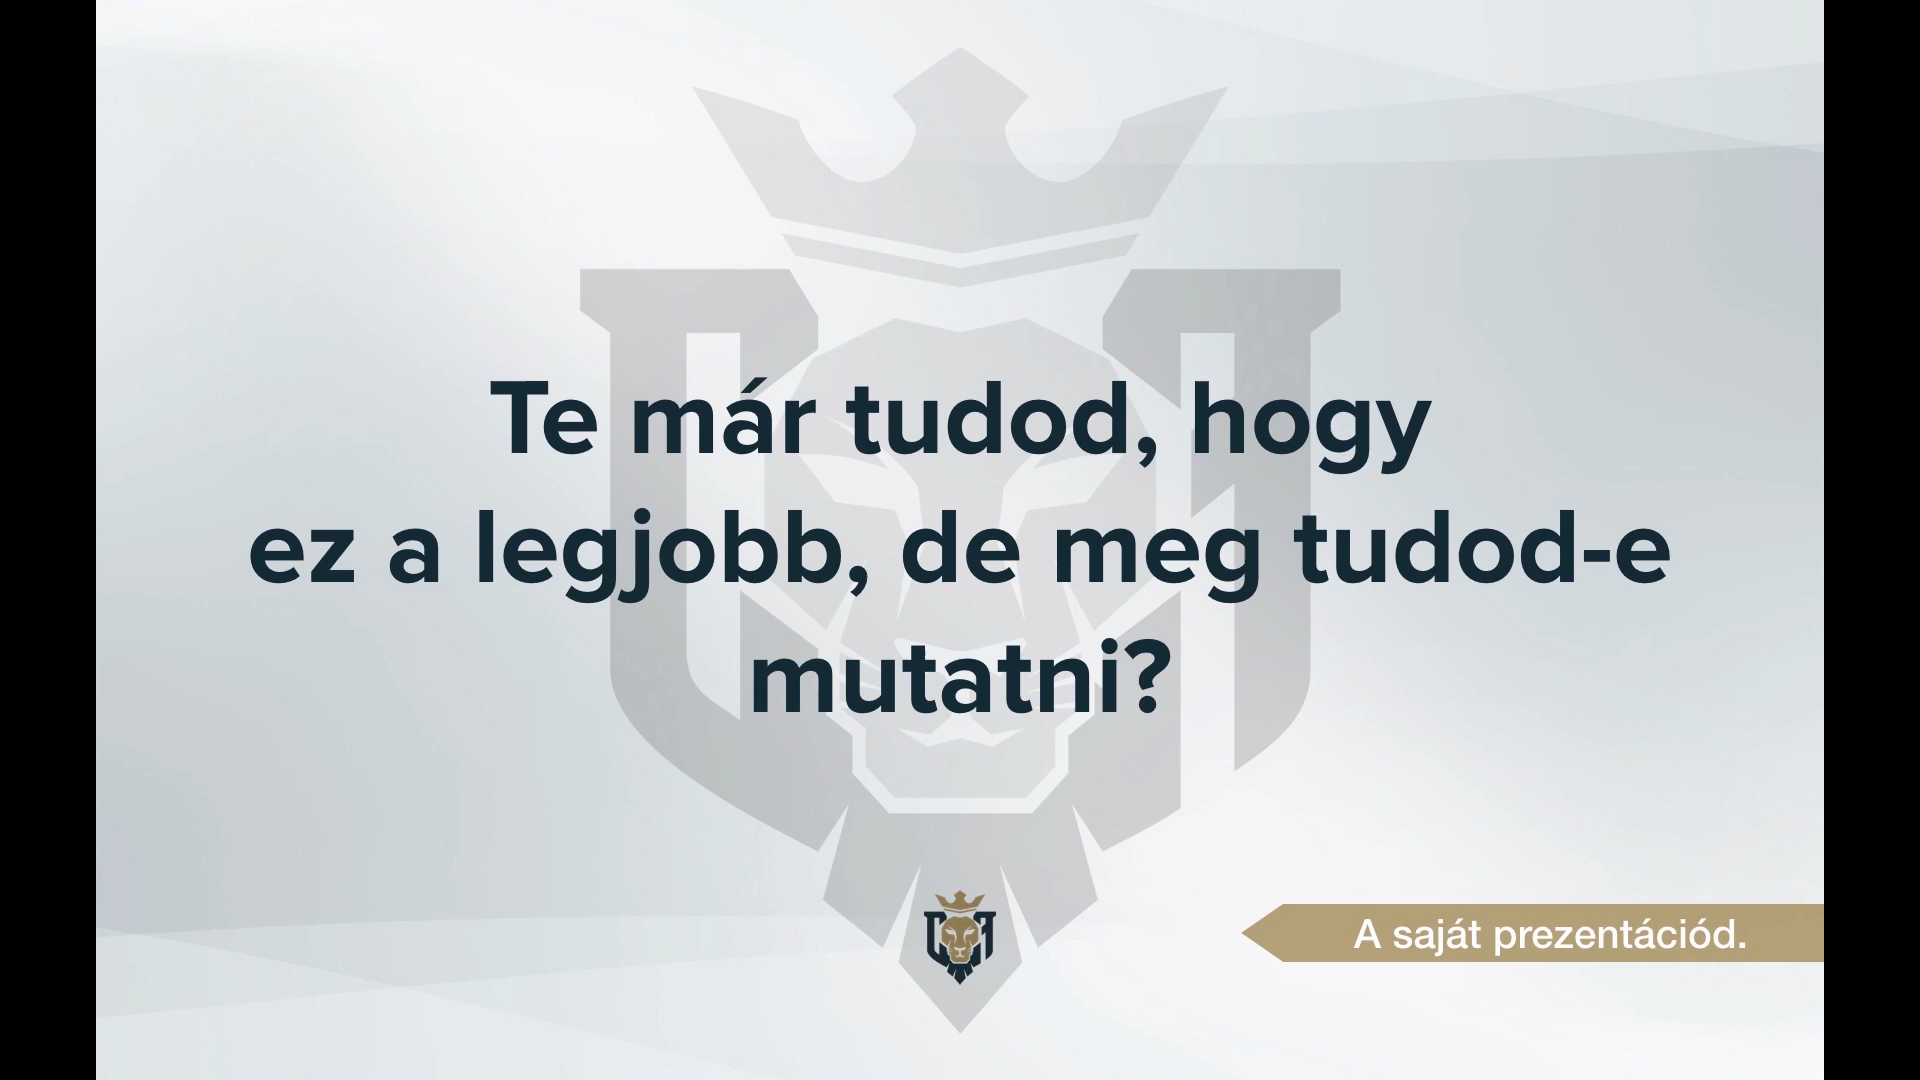 Te már tudod, hogy
ez a legjobb, de meg tudod-e
mutatni?
A saját prezentációd.